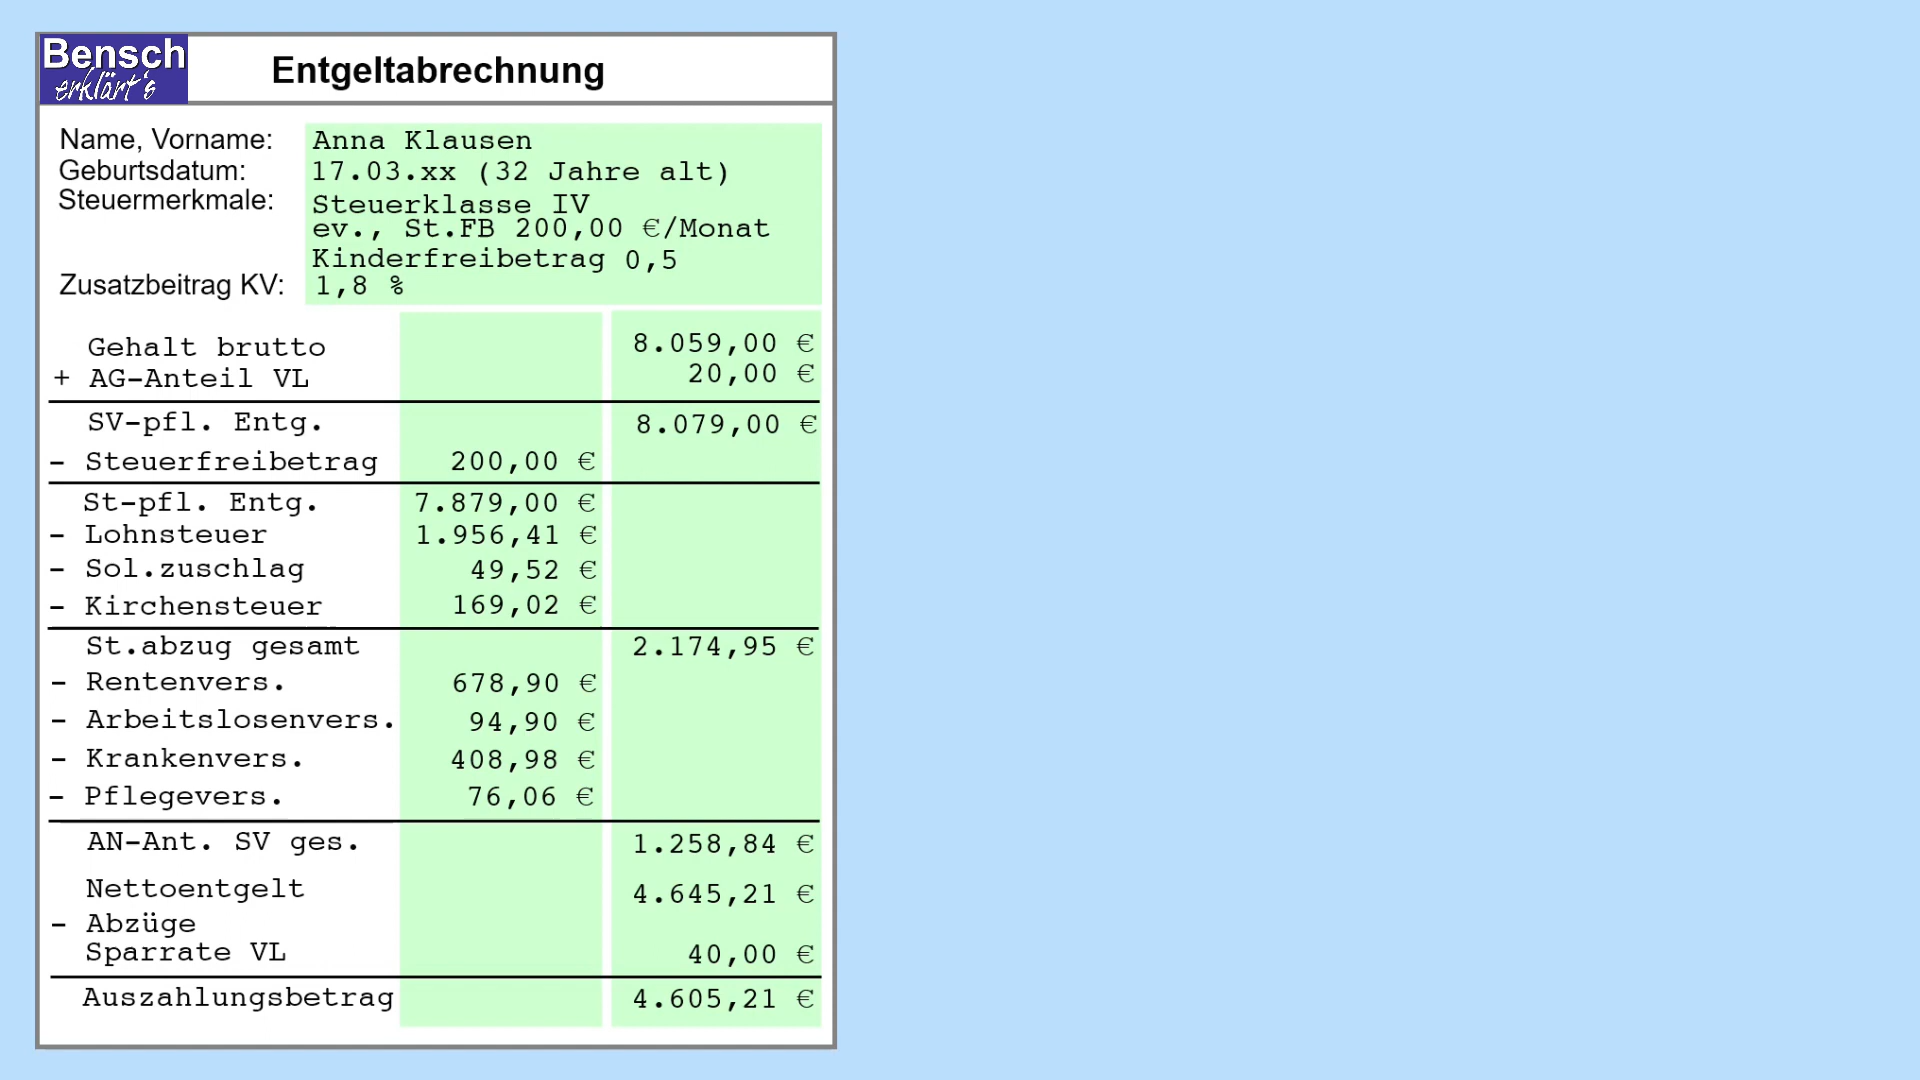 Bensch
erklärt's
Entgeltabrechnung
Name, Vorname: Anna Klausen
Geburtsdatum: 17.03.xx (32 Jahre alt)
Steuermerkmale: Steuerklasse IV
ev., St.FB 200,00 €/Monat
Kinderfreibetrag 0,5
Zusatzbeitrag KV: 1,8 %
Gehalt brutto 8.059,00 €
+ AG-Anteil VL 20,00 €
SV-pfl. Entg. 8.079,00 €
- Steuerfreibetrag 200,00 €
St-pfl. Entg. 7.879,00 €
- Lohnsteuer 1.956,41 €
- Sol.zuschlag 49,52 €
- Kirchensteuer 169,02 €
St.abzug gesamt 2.174,95 €
- Rentenvers. 678,90 €
- Arbeitslosenvers. 94,90 €
- Krankenvers. 408,98 €
- Pflegevers. 76,06 €
AN-Ant. SV ges. 1.258,84 €
Nettoentgelt 4.645,21 €
- Abzüge
Sparrate VL 40,00 €
Auszahlungsbetrag 4.605,21 €